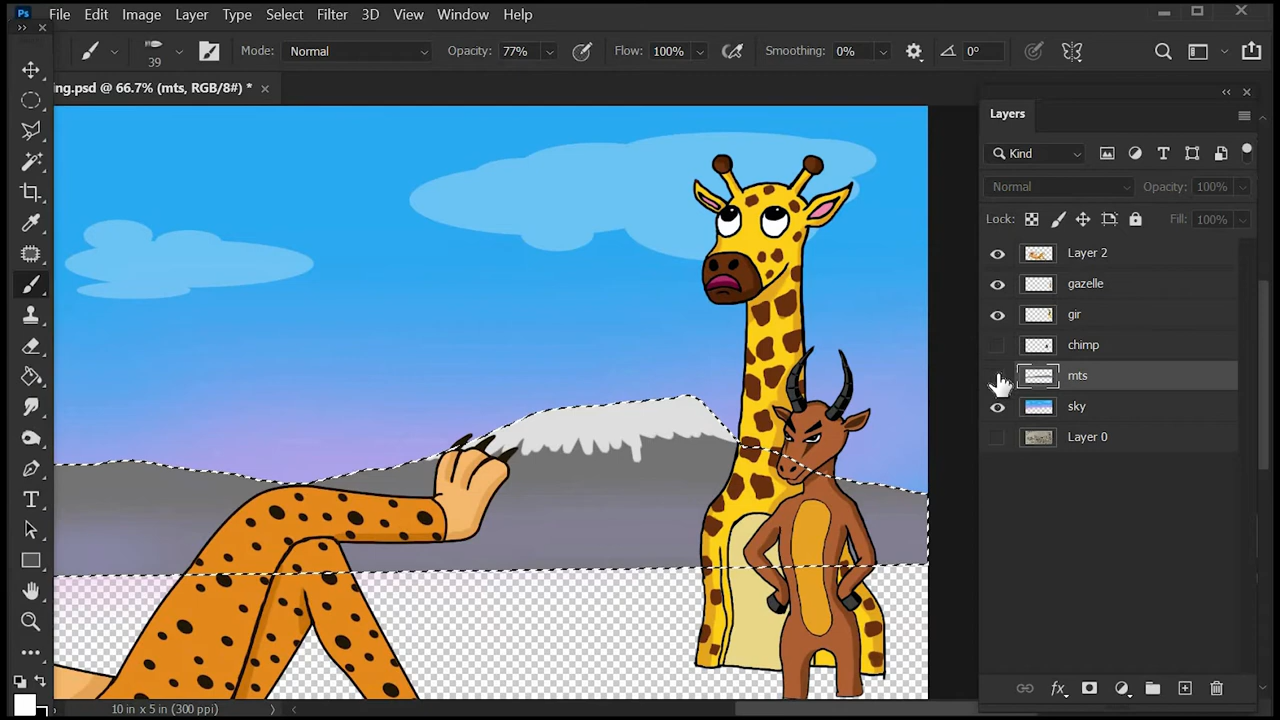 Ps File Edit Image Layer Type Select Filter 3D View Window Help
39 Mode: Normal Opacity: 77% Flow: 100% Smoothing: 0% 0°
ng.psd @ 66.7% (mts, RGB/8#) *
Layers
Kind
Normal Opacity: 100%
Lock: Fill: 100%
Layer 2
gazelle
gir
chimp
mts
sky
Layer 0
fx
10 in x 5 in (300 ppi)